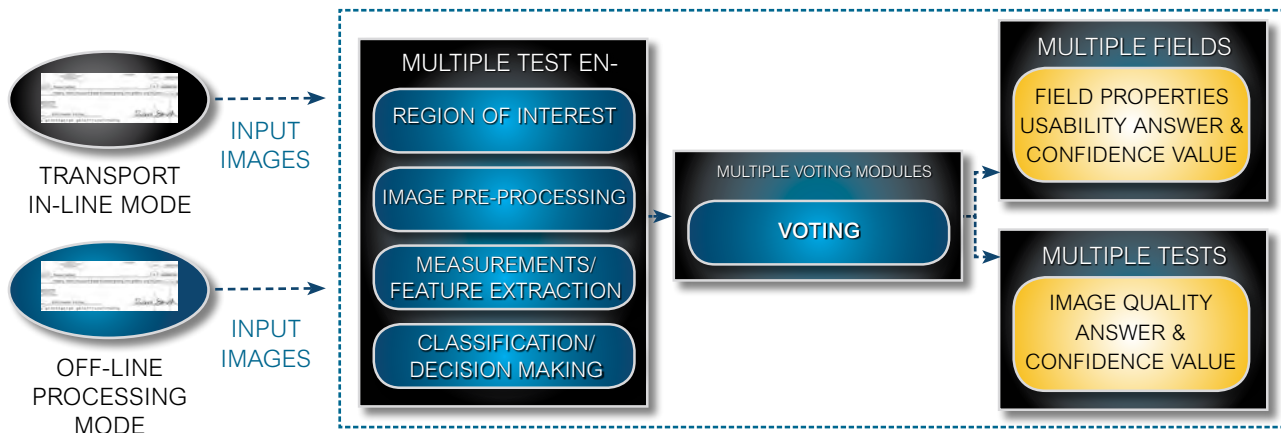 TRANSPORT
IN-LINE MODE
INPUT
IMAGES
OFF-LINE
PROCESSING
MODE
INPUT
IMAGES
MULTIPLE TEST EN-
REGION OF INTEREST
IMAGE PRE-PROCESSING
MEASUREMENTS/
FEATURE EXTRACTION
CLASSIFICATION/
DECISION MAKING
MULTIPLE VOTING MODULES
VOTING
MULTIPLE FIELDS
FIELD PROPERTIES
USABILITY ANSWER &
CONFIDENCE VALUE
MULTIPLE TESTS
IMAGE QUALITY
ANSWER &
CONFIDENCE VALUE